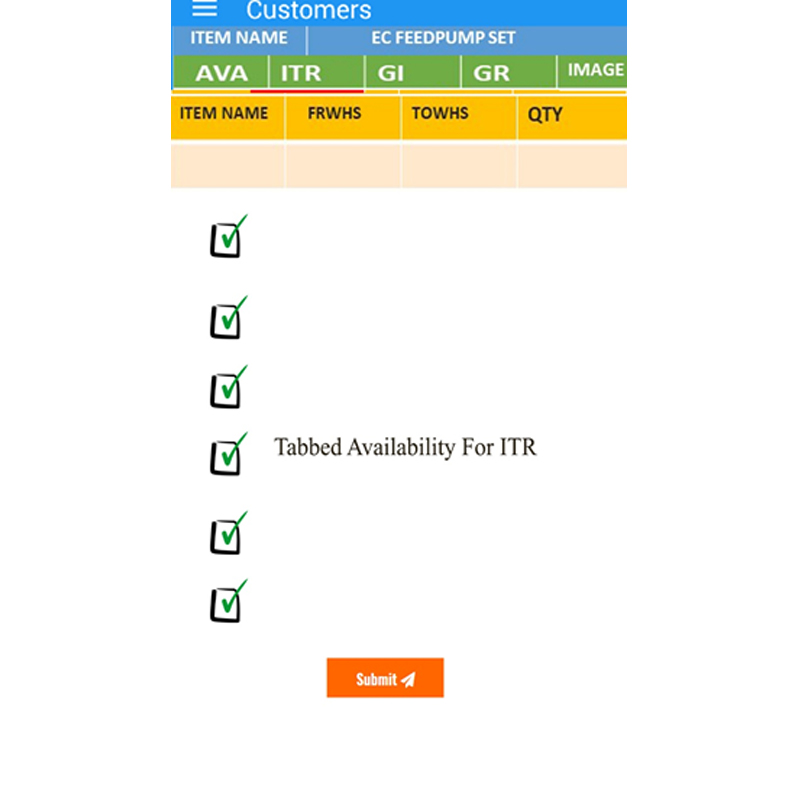 Customers
ITEM NAME EC FEEDPUMP SET
AVA ITR GI GR IMAGE
ITEM NAME FRWHS TOWHS QTY
Tabbed Availability For ITR
Submit